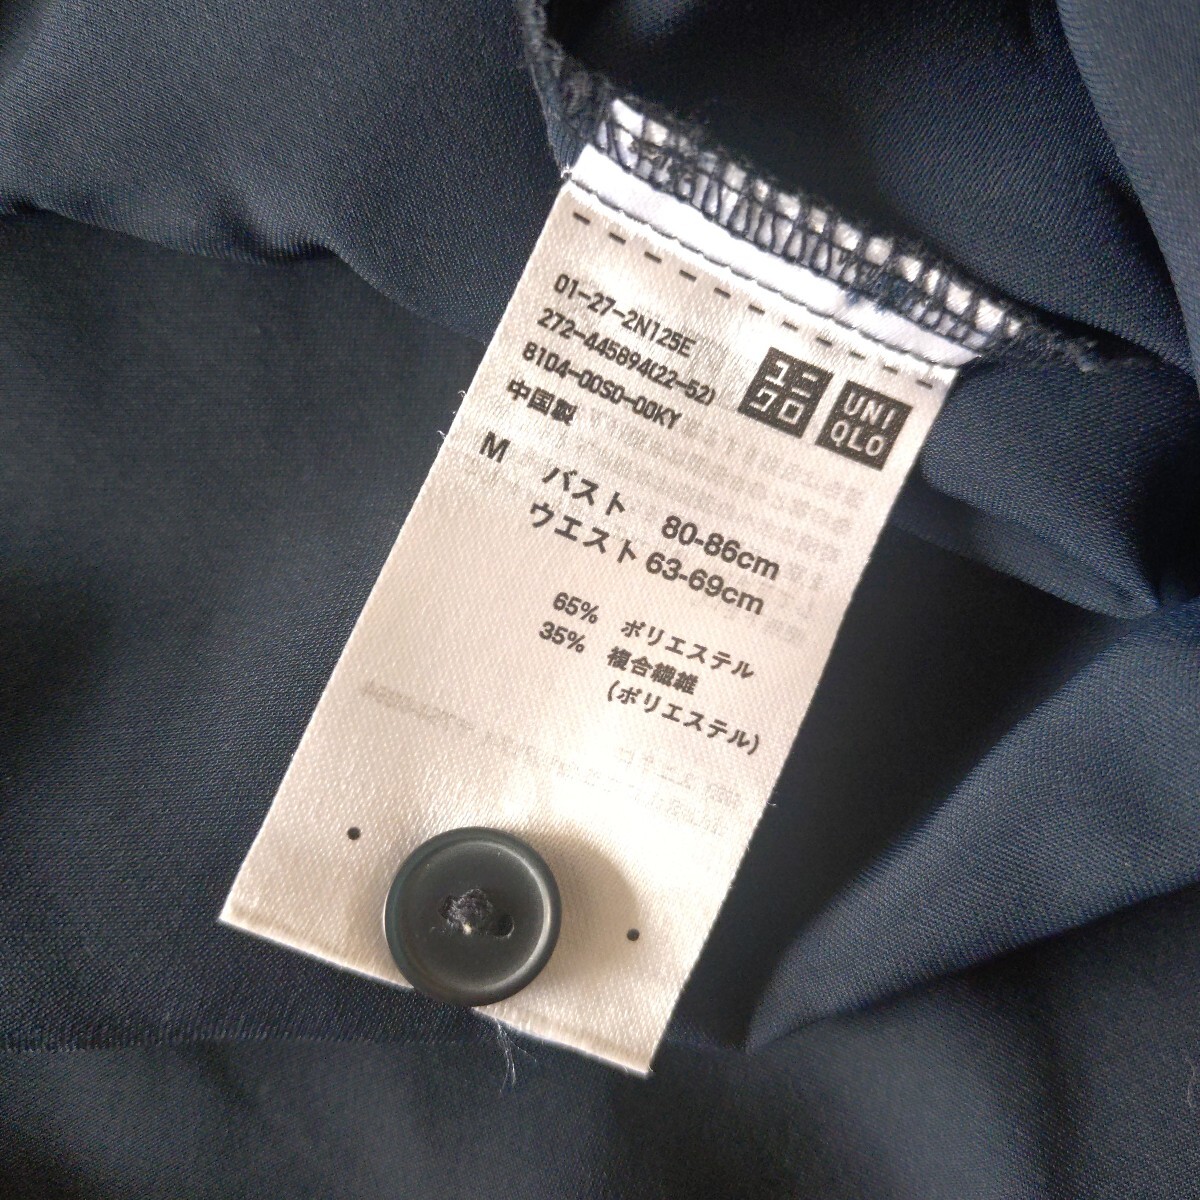 01-27-2N125E
272-445894(22-52)
81D4-00S0-00KY
中国製
ユニ
クロ
UNI
QLO
M
バスト 80-86cm
ウエスト 63-69cm
65% ポリエステル
35% 複合繊維
(ポリエステル)